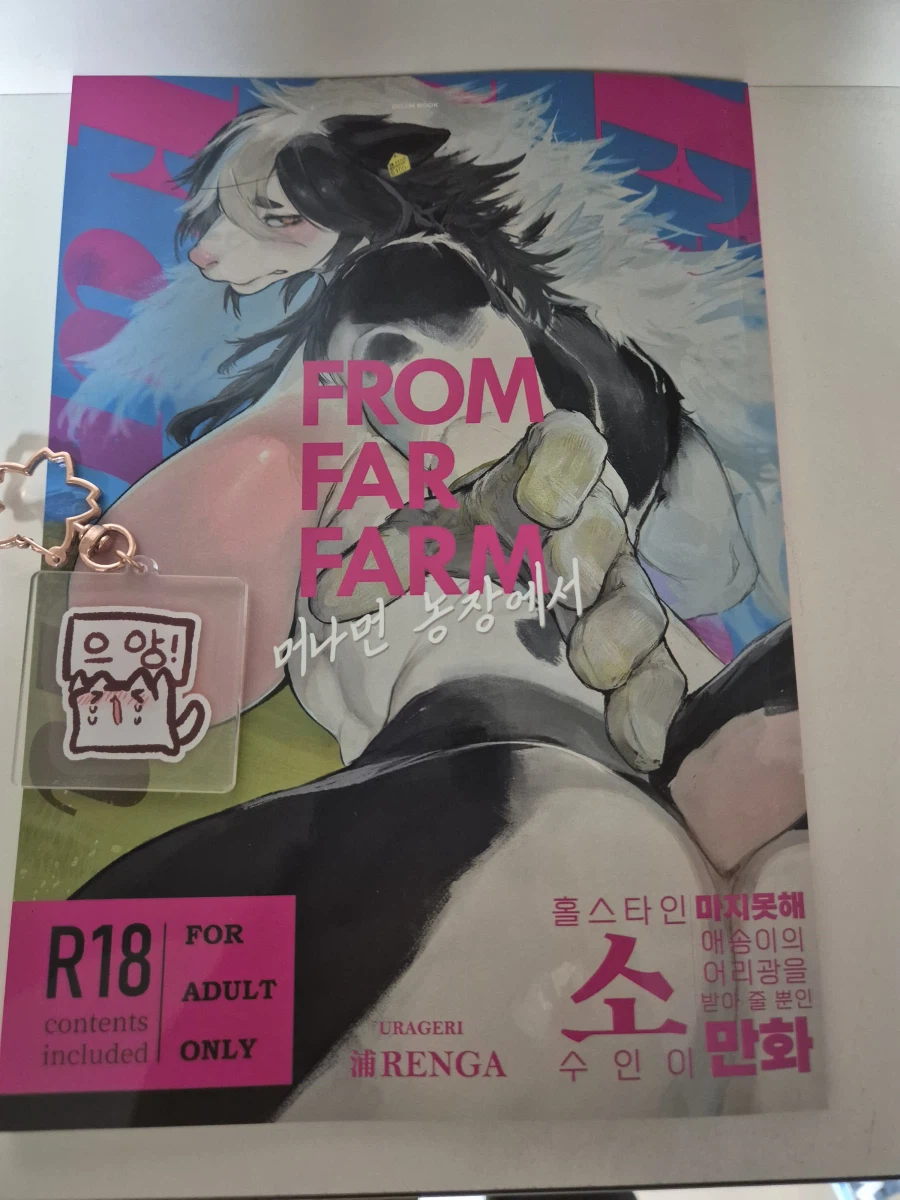 FROM
FAR
FARM
머나먼 농장에서
으앙!
R18
contents
included
FOR
ADULT
ONLY
URAGERI
浦RENGA
홀스타인
소
수인이
마지못해
애송이의
어리광을
받아 줄 뿐인
만화